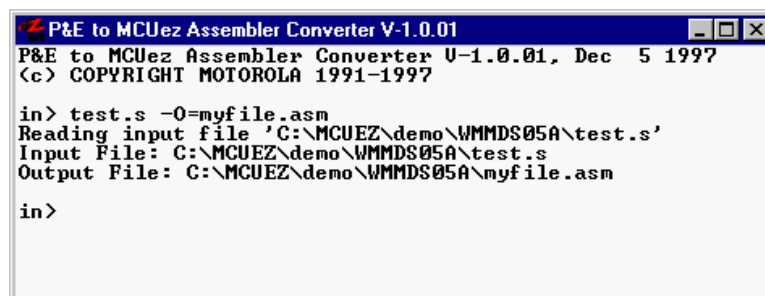 P&E to MCUez Assembler Converter V-1.0.01
P&E to MCUez Assembler Converter V-1.0.01, Dec  5 1997
(c) COPYRIGHT MOTOROLA 1991-1997
in> test.s -O=myfile.asm
Reading input file 'C:\MCUEZ\demo\WMMDS05A\test.s'
Input File: C:\MCUEZ\demo\WMMDS05A\test.s
Output File: C:\MCUEZ\demo\WMMDS05A\myfile.asm
in>